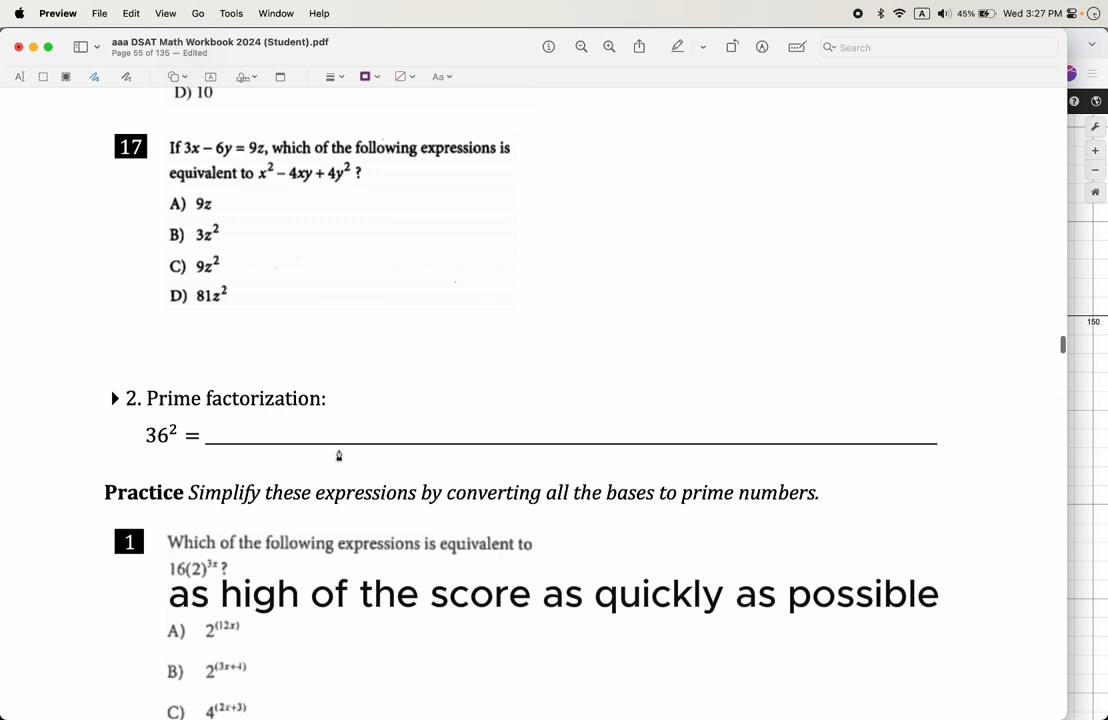 Preview File Edit View Go Tools Window Help
A 45% Wed 3:27 PM
aaa DSAT Math Workbook 2024 (Student).pdf
Page 55 of 135 — Edited
Search
Aa
D) 10
17 If 3x – 6y = 9z, which of the following expressions is
equivalent to x² – 4xy + 4y² ?
A) 9z
B) 3z²
C) 9z²
D) 81z²
150
2. Prime factorization:
36² = 
Practice Simplify these expressions by converting all the bases to prime numbers.
1 Which of the following expressions is equivalent to
16(2)³ˣ ?
as high of the score as quickly as possible
A) 2^(12x)
B) 2^(3x+4)
C) 4^(2x+3)